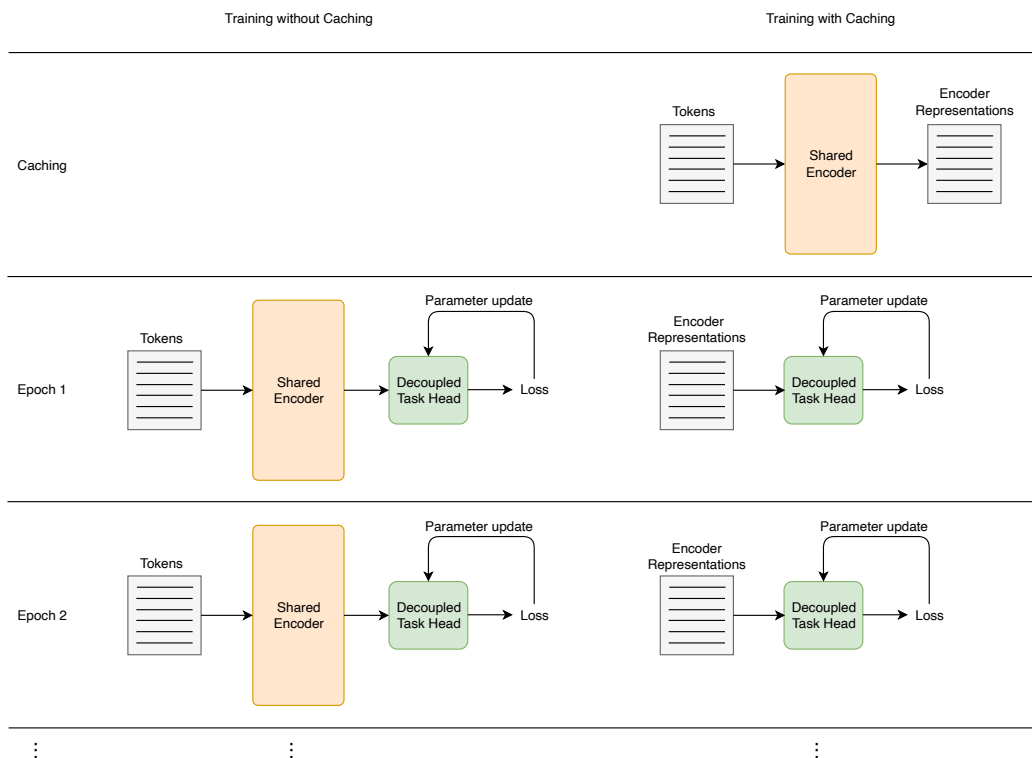 Training without Caching
Training with Caching
Caching
Tokens
Shared
Encoder
Encoder
Representations
Epoch 1
Tokens
Shared
Encoder
Parameter update
Decoupled
Task Head
Loss
Encoder
Representations
Parameter update
Decoupled
Task Head
Loss
Epoch 2
Tokens
Shared
Encoder
Parameter update
Decoupled
Task Head
Loss
Encoder
Representations
Parameter update
Decoupled
Task Head
Loss